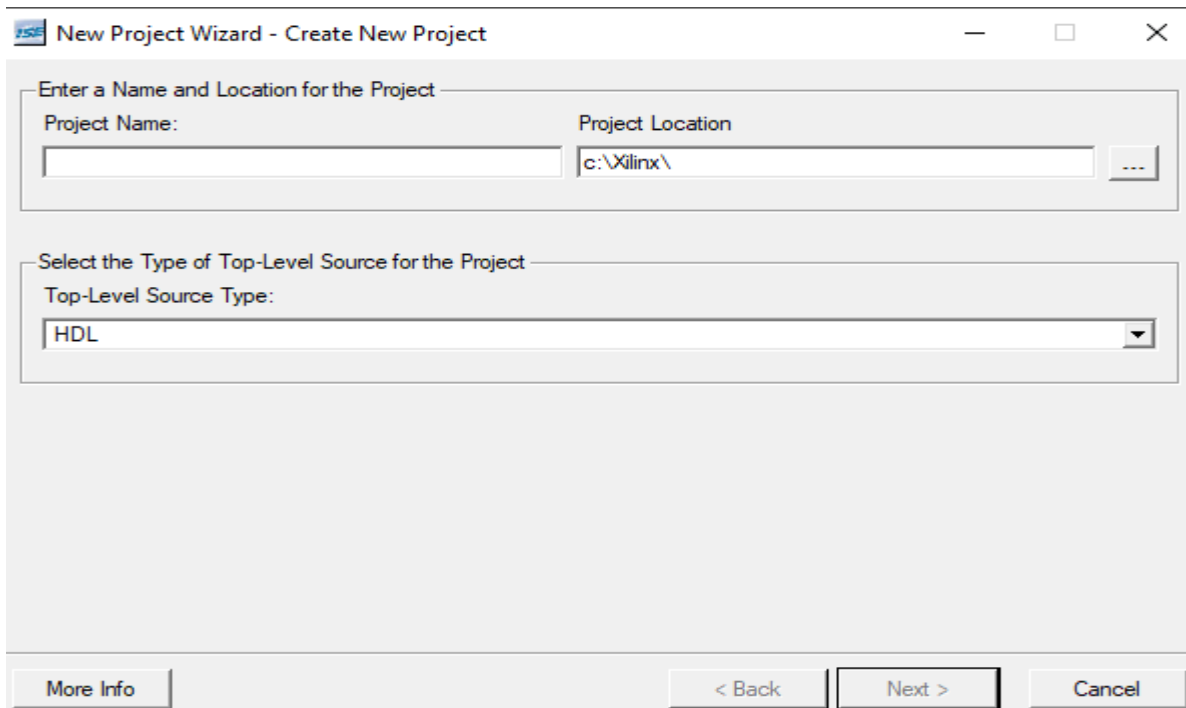 ISE New Project Wizard - Create New Project
Enter a Name and Location for the Project
Project Name: Project Location
c:\Xilinx\ ...
Select the Type of Top-Level Source for the Project
Top-Level Source Type:
HDL
More Info < Back Next > Cancel